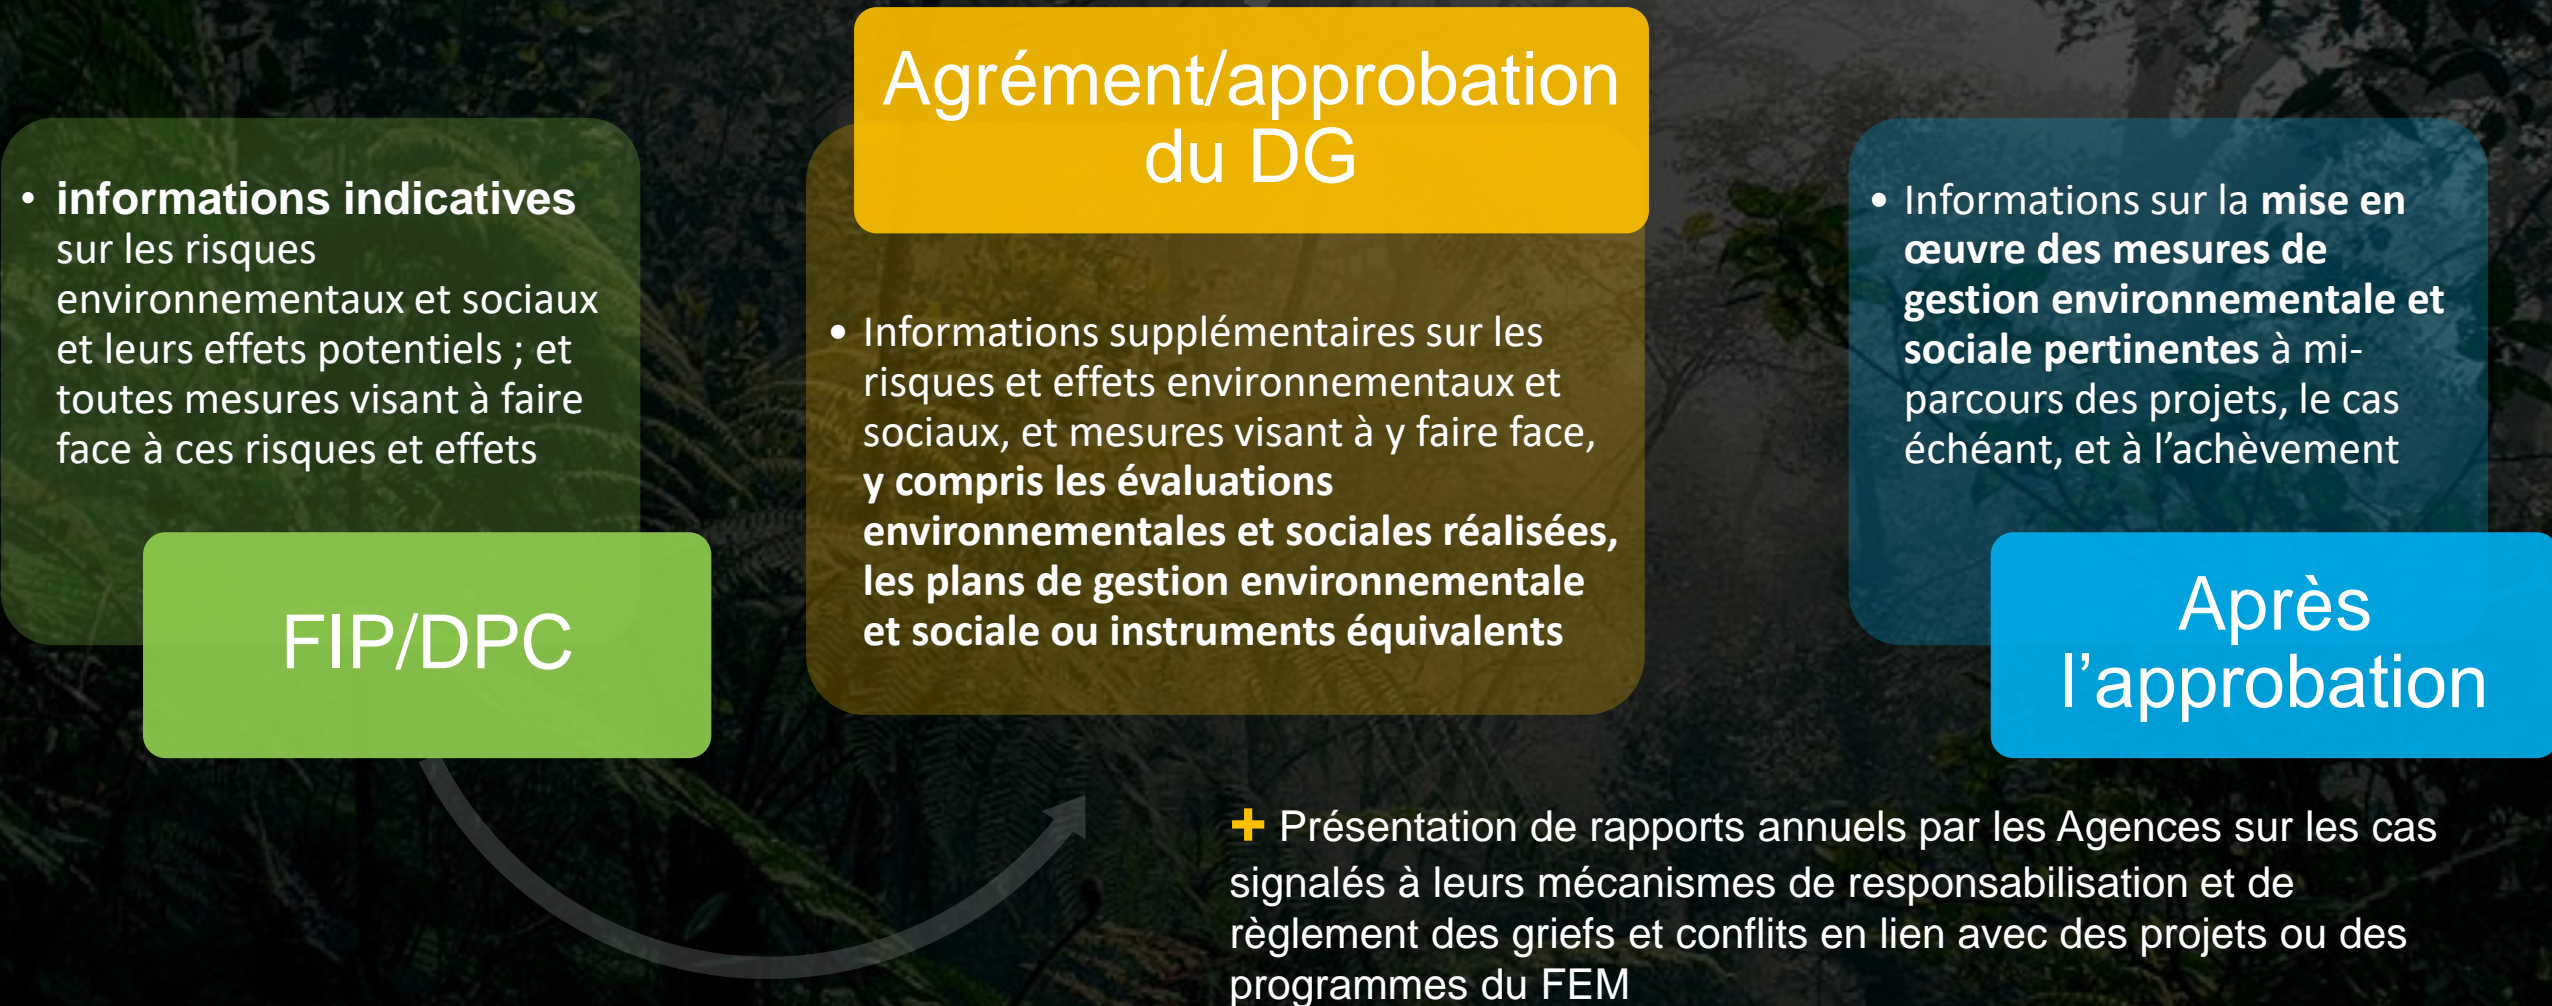 • informations indicatives
sur les risques
environnementaux et sociaux
et leurs effets potentiels ; et
toutes mesures visant à faire
face à ces risques et effets
FIP/DPC
Agrément/approbation
du DG
• Informations supplémentaires sur les
risques et effets environnementaux et
sociaux, et mesures visant à y faire face,
y compris les évaluations
environnementales et sociales réalisées,
les plans de gestion environnementale
et sociale ou instruments équivalents
• Informations sur la mise en
œuvre des mesures de
gestion environnementale et
sociale pertinentes à mi-
parcours des projets, le cas
échéant, et à l’achèvement
Après
l’approbation
✚ Présentation de rapports annuels par les Agences sur les cas
signalés à leurs mécanismes de responsabilisation et de
règlement des griefs et conflits en lien avec des projets ou des
programmes du FEM